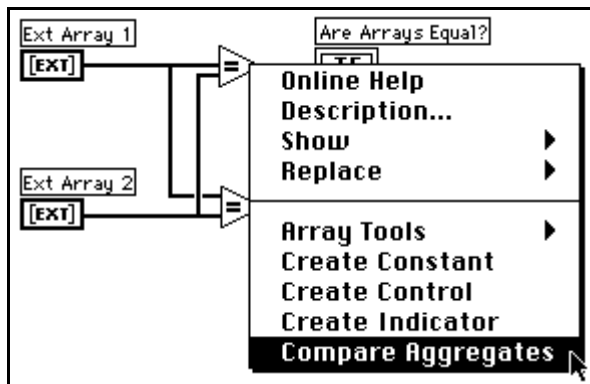 Ext Array 1
Are Arrays Equal?
[EXT]
=
Online Help
Description...
Show
Replace
Ext Array 2
[EXT]
=
Array Tools
Create Constant
Create Control
Create Indicator
Compare Aggregates